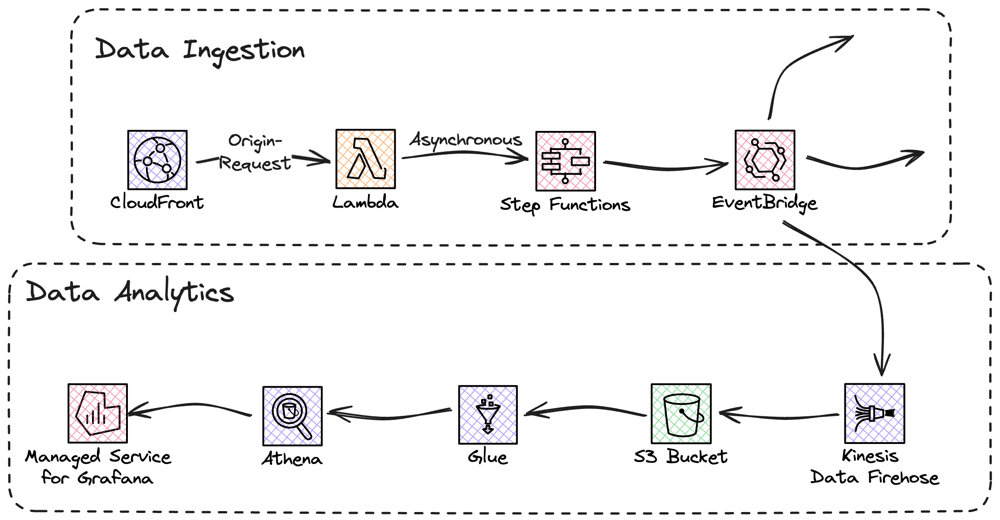 Data Ingestion
Origin-
Request
Asynchronous
CloudFront
Lambda
Step Functions
EventBridge
Data Analytics
Managed Service
for Grafana
Athena
Glue
S3 Bucket
Kinesis
Data Firehose